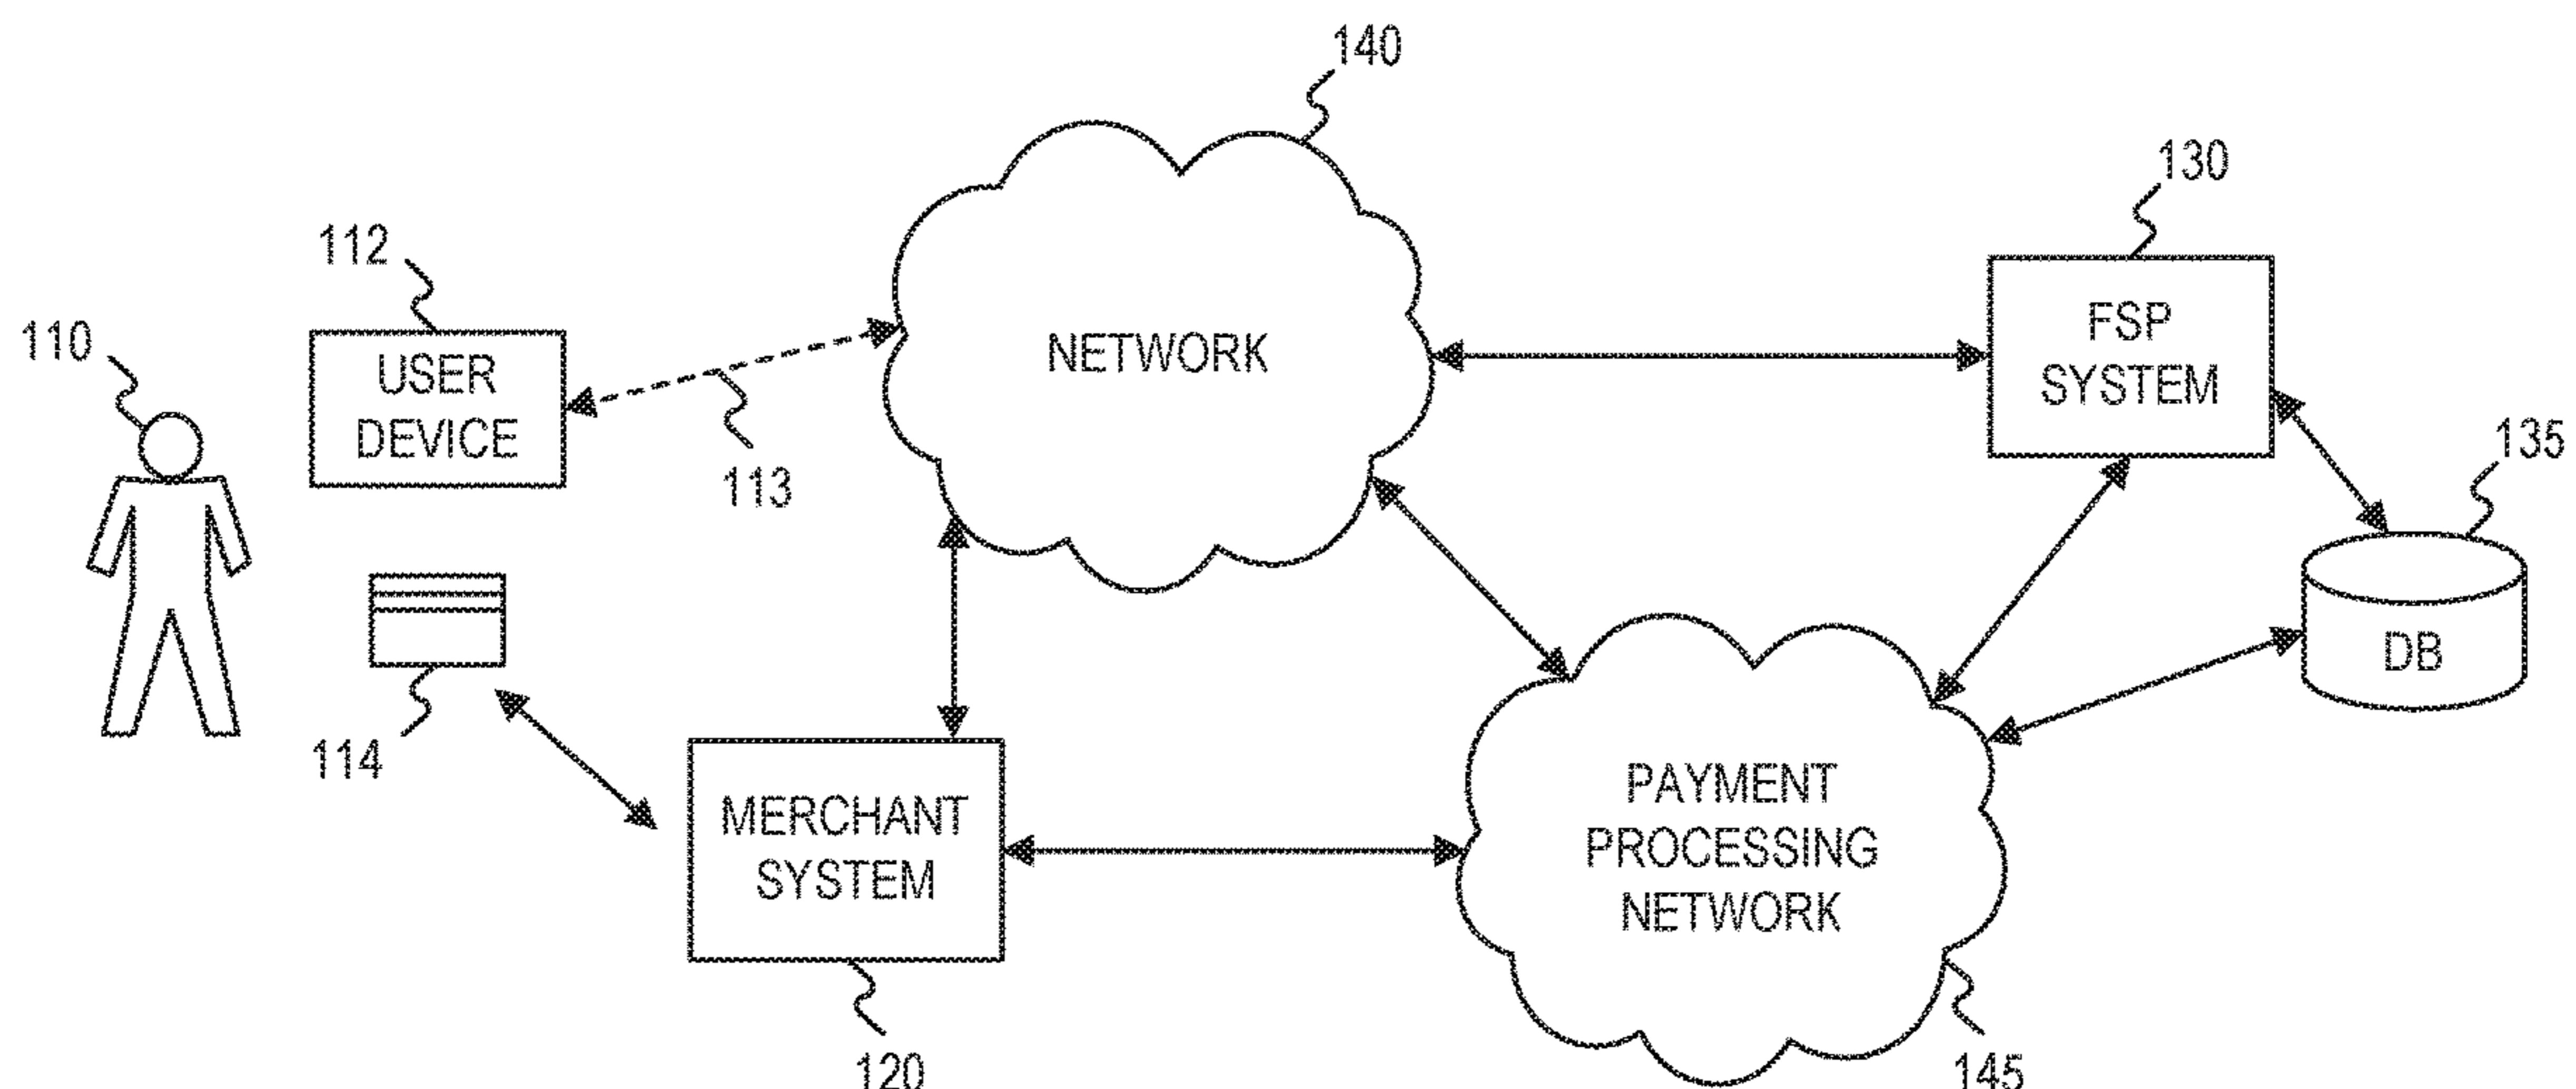 140
130
112
110
USER
DEVICE
113
NETWORK
FSP
SYSTEM
135
DB
114
MERCHANT
SYSTEM
120
PAYMENT
PROCESSING
NETWORK
145